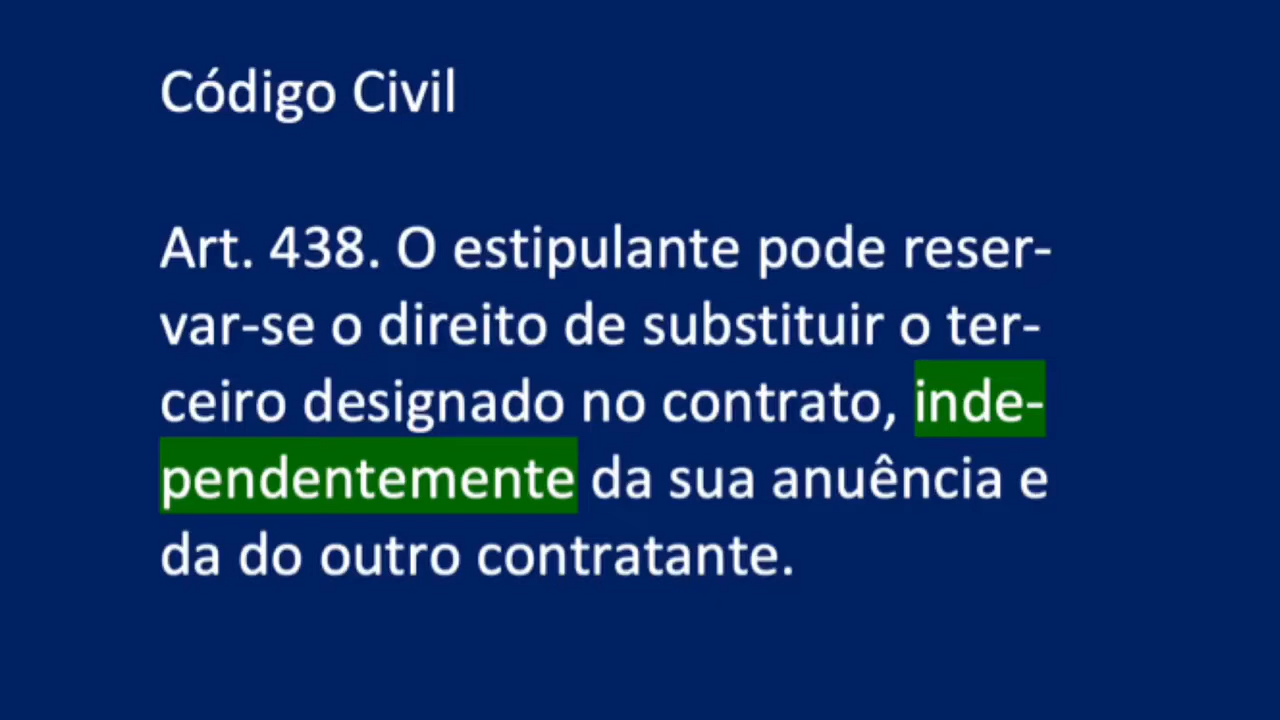 Código Civil
Art. 438. O estipulante pode reser-
var-se o direito de substituir o ter-
ceiro designado no contrato, inde-
pendentemente da sua anuência e
da do outro contratante.